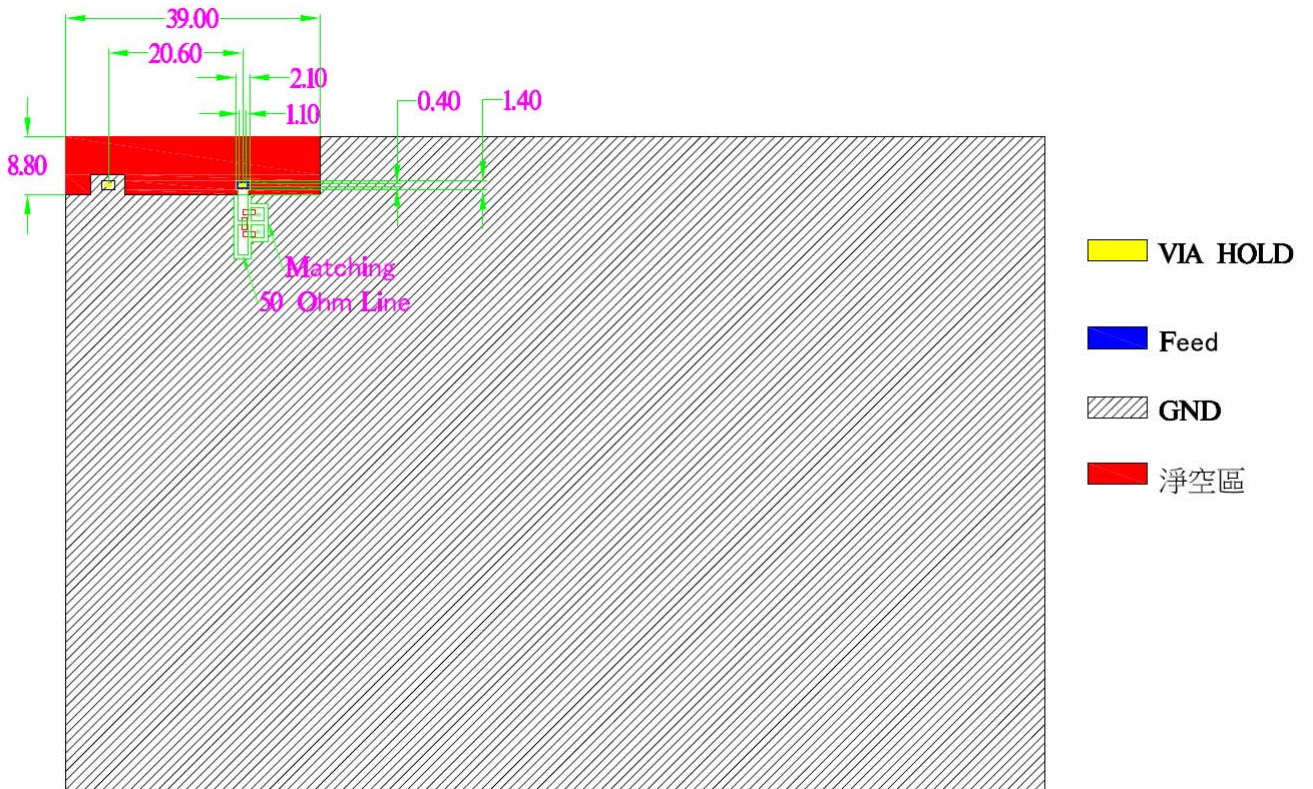 39.00
20.60
2.10
1.10
0.40
1.40
8.80
Matching
50 Ohm Line
VIA HOLD
Feed
GND
淨空區